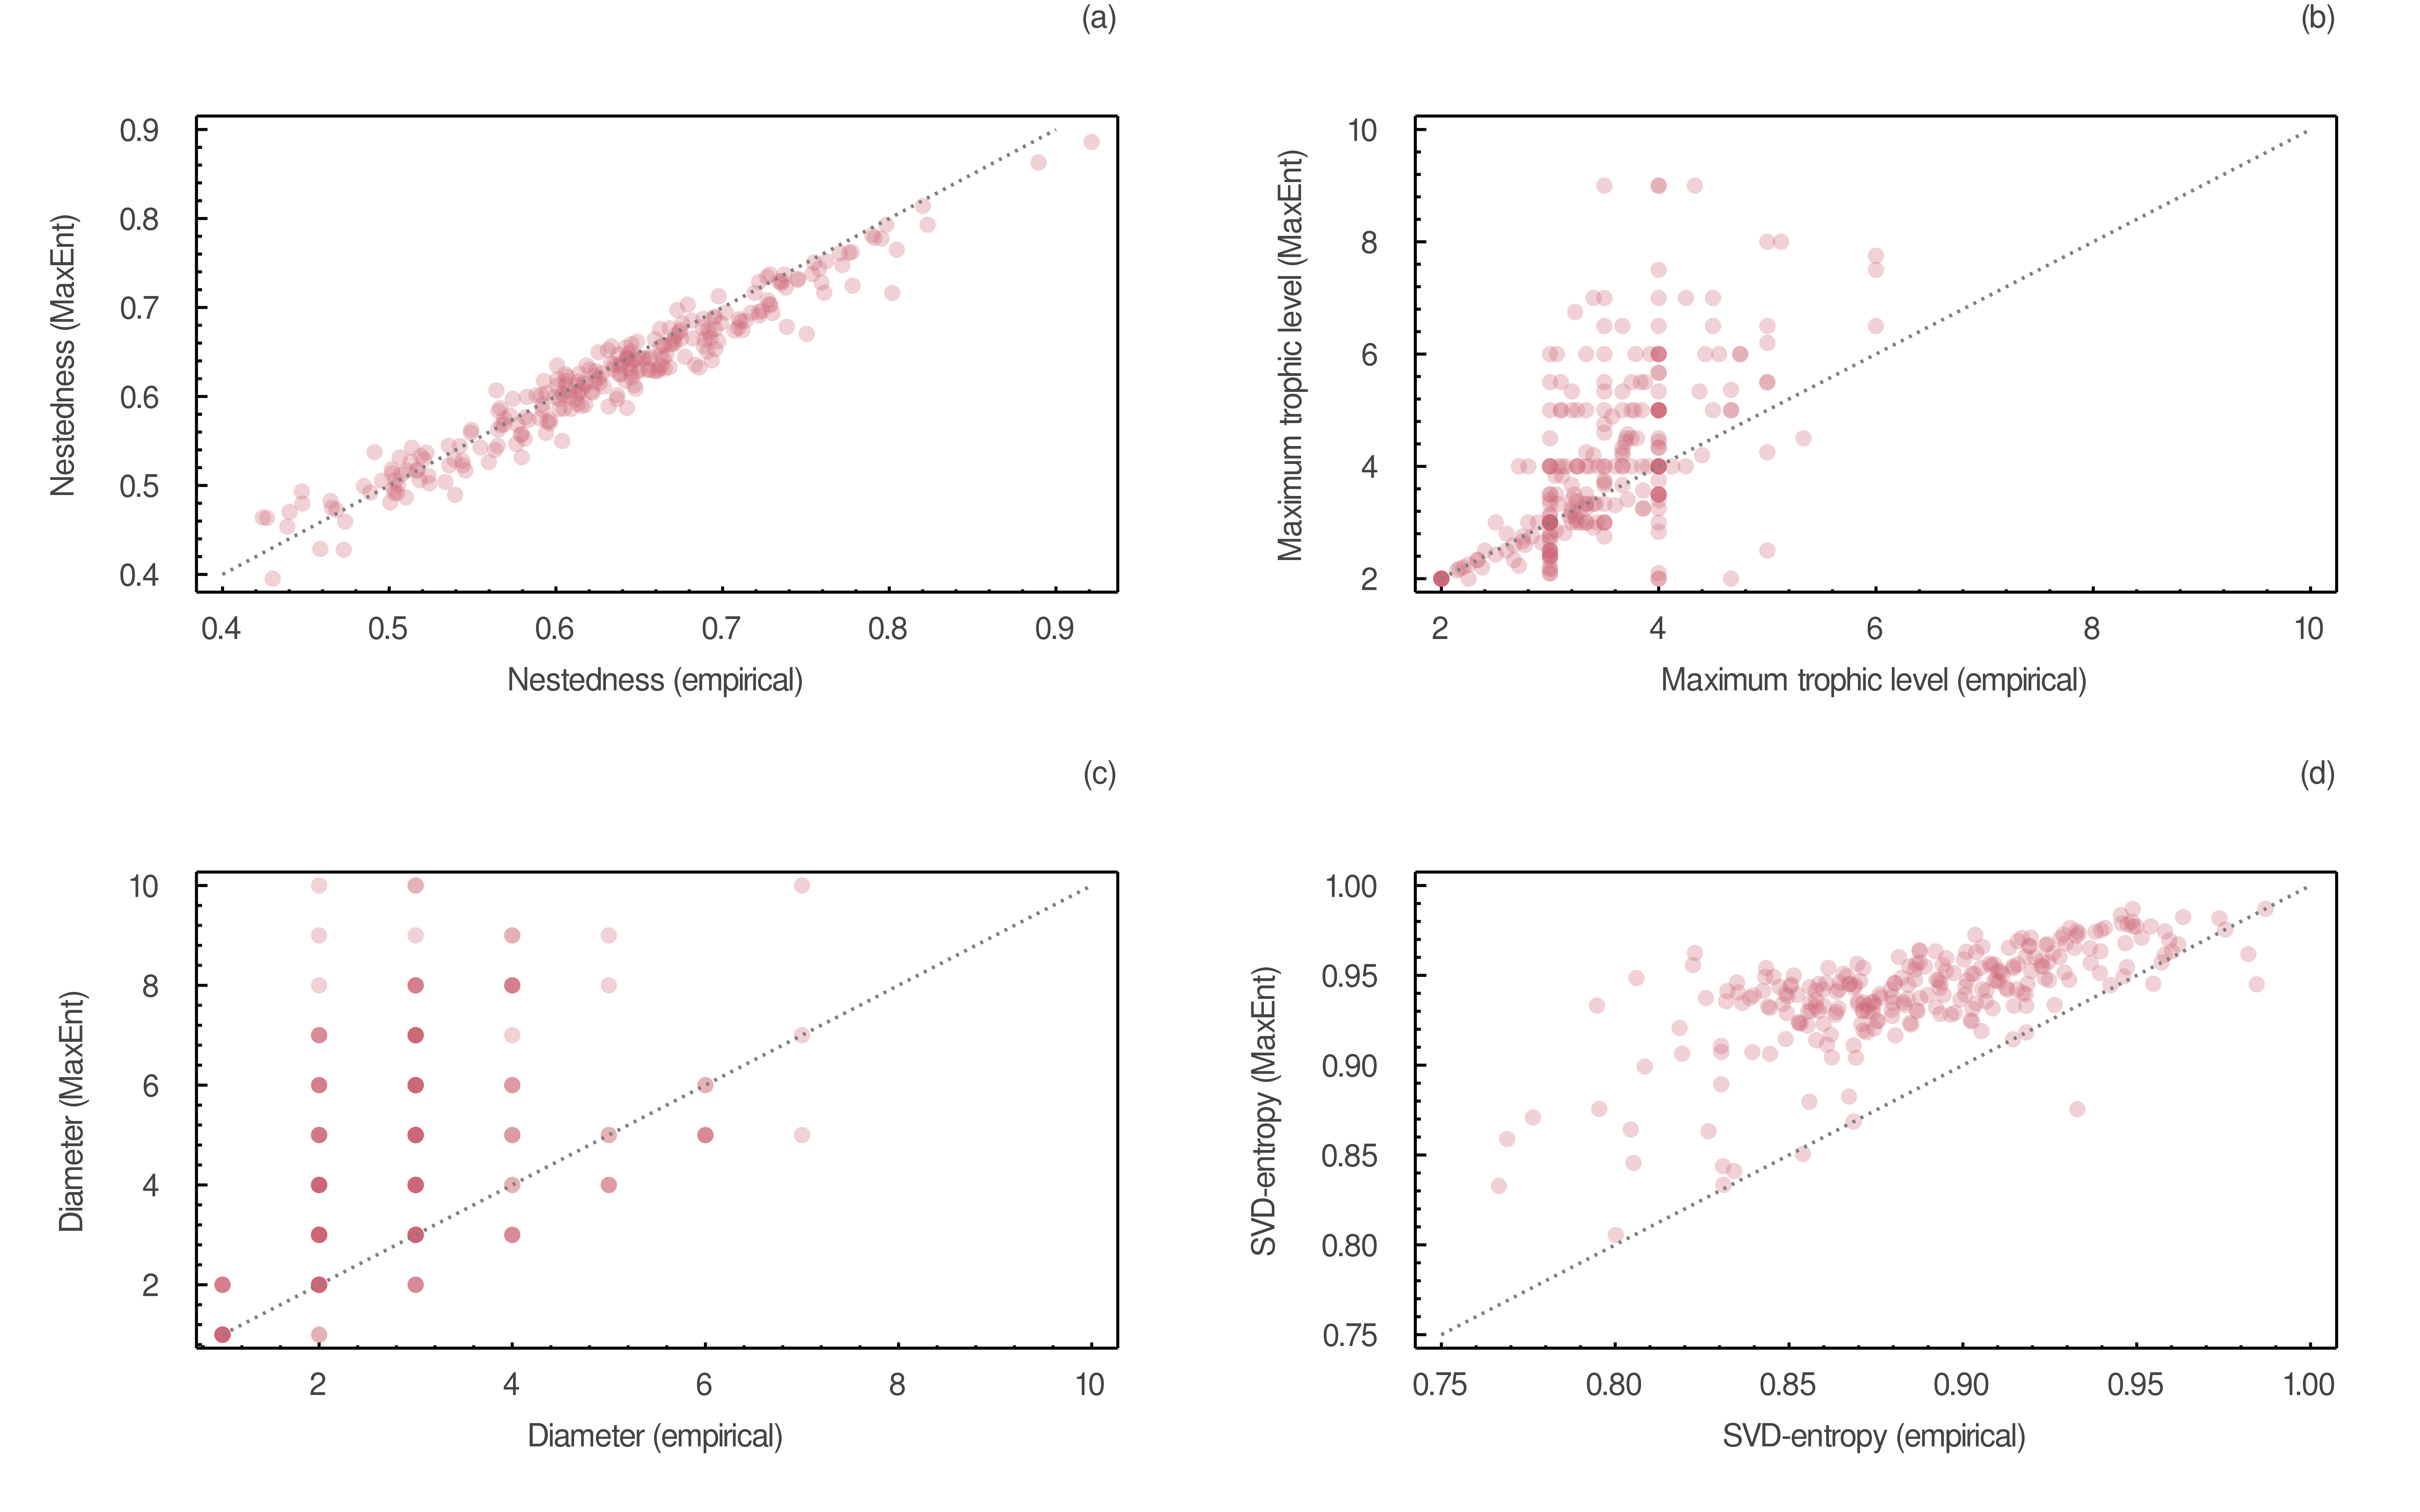 (a)
0.9
0.8
0.7
0.6
0.5
0.4
Nestedness (MaxEnt)
0.4 0.5 0.6 0.7 0.8 0.9
Nestedness (empirical)
(b)
10
8
6
4
2
Maximum trophic level (MaxEnt)
2 4 6 8 10
Maximum trophic level (empirical)
(c)
10
8
6
4
2
Diameter (MaxEnt)
2 4 6 8 10
Diameter (empirical)
(d)
1.00
0.95
0.90
0.85
0.80
0.75
SVD-entropy (MaxEnt)
0.75 0.80 0.85 0.90 0.95 1.00
SVD-entropy (empirical)